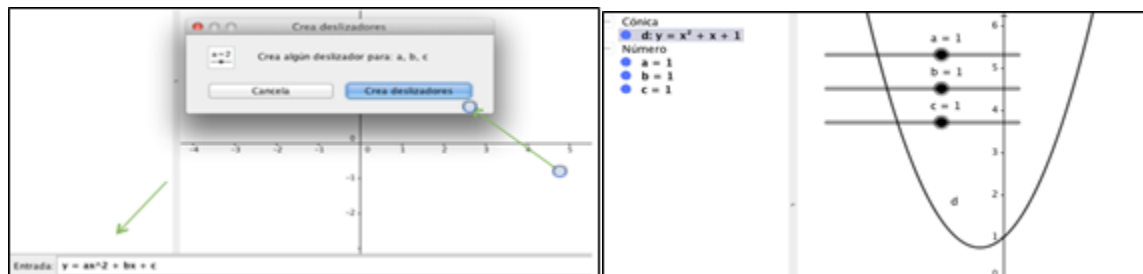 Crea deslizadores
a=2
Crea algún deslizador para: a, b, c
Cancela
Crea deslizadores
0
-4 -3 -2 -1 0 1 2 3 4 5
-1
-2
Entrada: y = ax^2 + bx + c
Cónica
d: y = x² + x + 1
Número
a = 1
b = 1
c = 1
6
a = 1
5
b = 1
4
c = 1
3
2
d
1
0